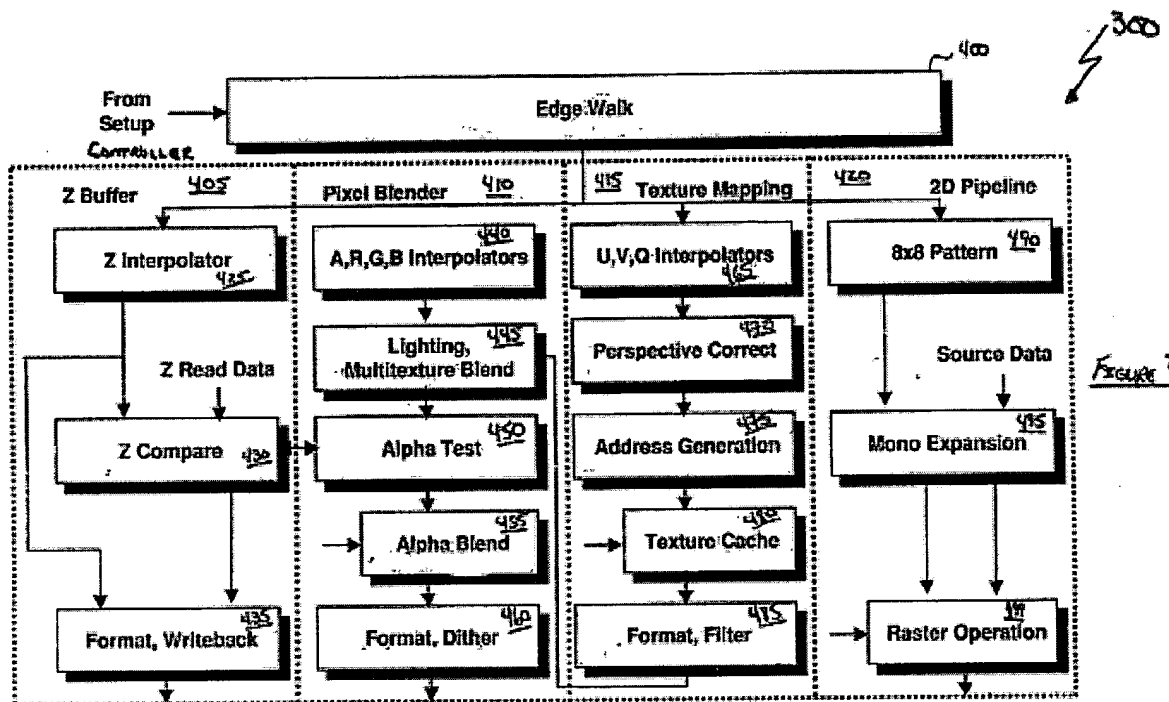 300
400
From
Setup
CONTROLLER
Edge Walk
Z Buffer 405
Pixel Blender 410
415 Texture Mapping
420 2D Pipeline
Z Interpolator 425
440
A,R,G,B Interpolators
U,V,Q Interpolators
465
8x8 Pattern 490
445
Lighting,
Multitexture Blend
Perspective Correct
Z Read Data
Source Data
FIGURE
Z Compare 430
Alpha Test 450
Address Generation
Mono Expansion 495
455
Alpha Blend
480
Texture Cache
435
Format, Writeback
460
Format, Dither
485
Format, Filter
Raster Operation